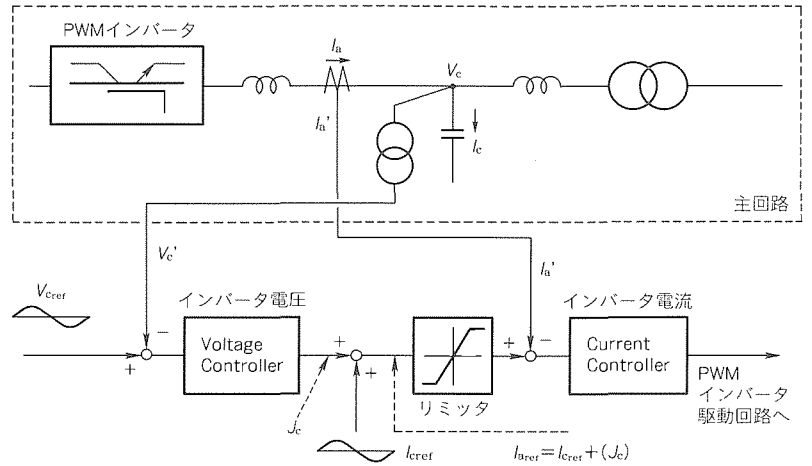 PWMインバータ
Ia
Vc
Ia'
Ic
主回路
Vc'
Ia'
Vcref
インバータ電圧
インバータ電流
−
+
Voltage
Controller
+
+
+
−
Current
Controller
リミッタ
PWM
インバータ
駆動回路へ
Jc
Icref
Iaref=Icref+(Jc)